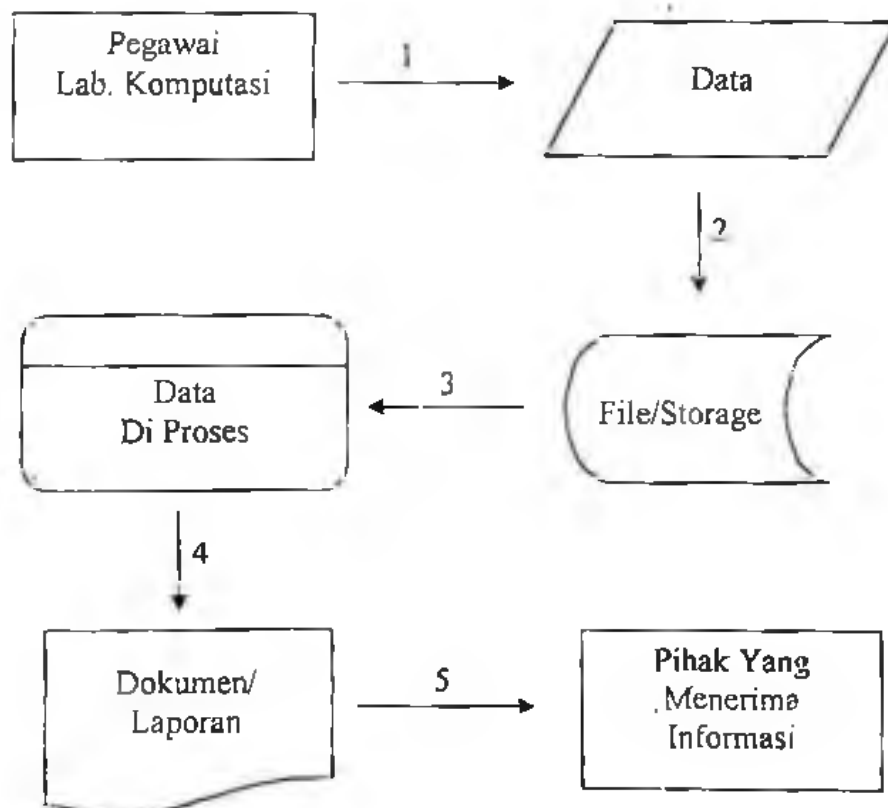 Pegawai
Lab. Komputasi
1
Data
2
File/Storage
3
Data
Di Proses
4
Dokumen/
Laporan
5
Pihak Yang
Menerima
Informasi